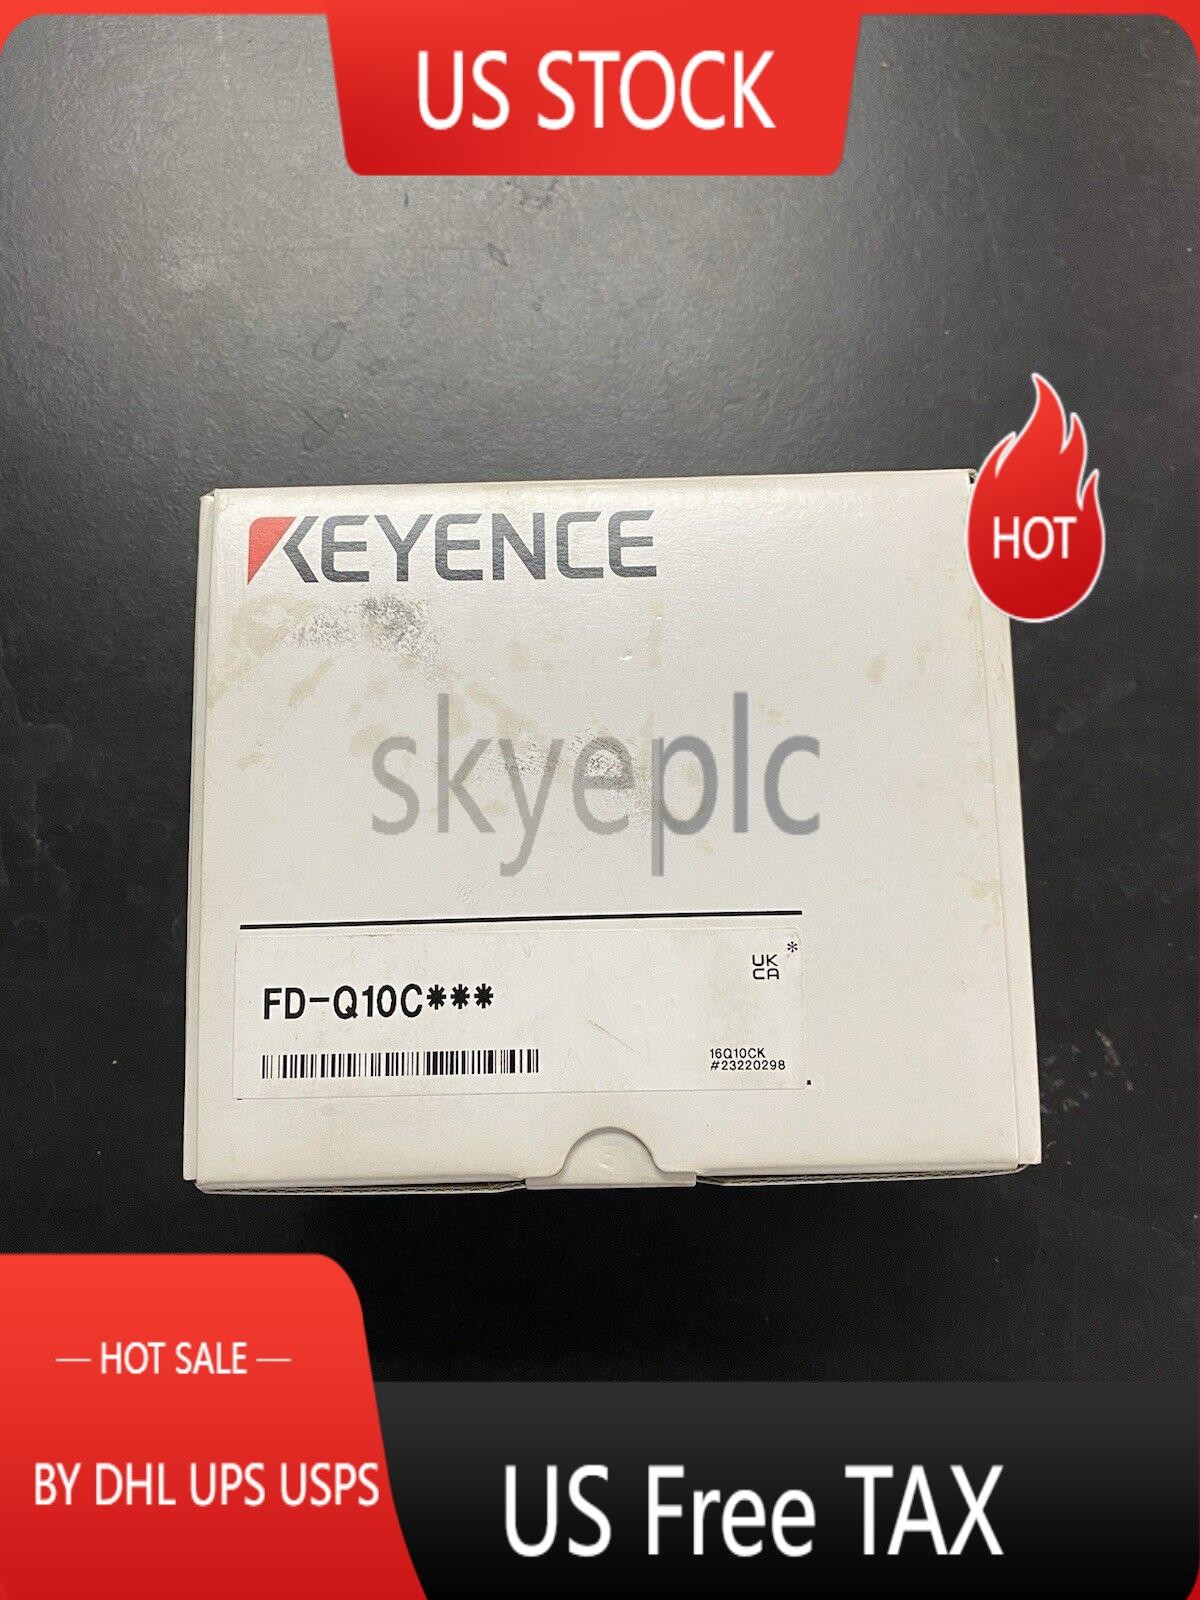 US STOCK
KEYENCE
HOT
skyeplc
UK
CA
*
FD-Q10C***
16Q10CK
#23220298
— HOT SALE —
BY DHL UPS USPS
US Free TAX